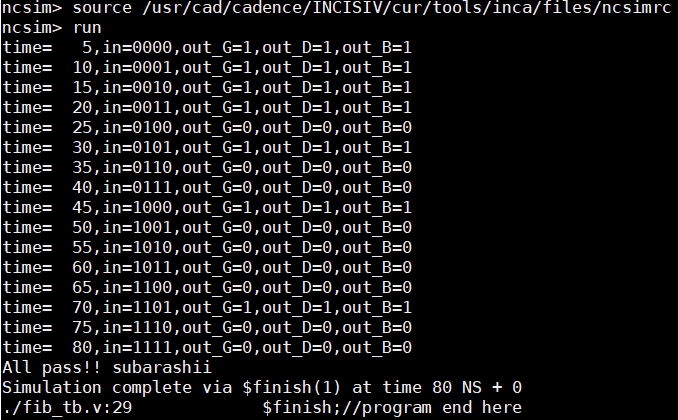 ncsim> source /usr/cad/cadence/INCISIV/cur/tools/inca/files/ncsimrc
ncsim> run
time=   5,in=0000,out_G=1,out_D=1,out_B=1
time=  10,in=0001,out_G=1,out_D=1,out_B=1
time=  15,in=0010,out_G=1,out_D=1,out_B=1
time=  20,in=0011,out_G=1,out_D=1,out_B=1
time=  25,in=0100,out_G=0,out_D=0,out_B=0
time=  30,in=0101,out_G=1,out_D=1,out_B=1
time=  35,in=0110,out_G=0,out_D=0,out_B=0
time=  40,in=0111,out_G=0,out_D=0,out_B=0
time=  45,in=1000,out_G=1,out_D=1,out_B=1
time=  50,in=1001,out_G=0,out_D=0,out_B=0
time=  55,in=1010,out_G=0,out_D=0,out_B=0
time=  60,in=1011,out_G=0,out_D=0,out_B=0
time=  65,in=1100,out_G=0,out_D=0,out_B=0
time=  70,in=1101,out_G=1,out_D=1,out_B=1
time=  75,in=1110,out_G=0,out_D=0,out_B=0
time=  80,in=1111,out_G=0,out_D=0,out_B=0
All pass!! subarashii
Simulation complete via $finish(1) at time 80 NS + 0
./fib_tb.v:29             $finish;//program end here